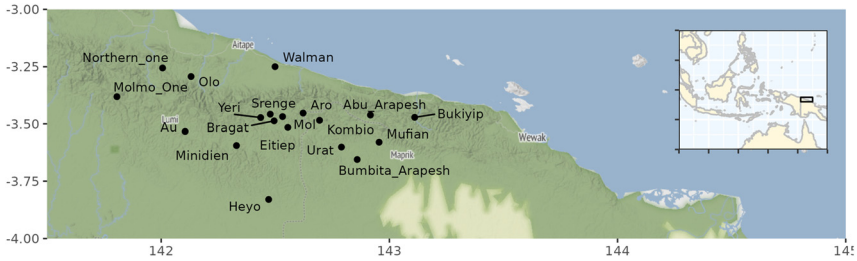 -3.00
Aitape
Walman
Northern_one
-3.25
Olo
Molmo_One
Yeri
Srenge
Aro
Abu_Arapesh
Bukiyip
-3.50
Lumi
Au
Bragat
Mol
Kombio
Mufian
Wewak
Minidien
Eitiep
Urat
Maprik
-3.75
Bumbita_Arapesh
Heyo
-4.00
142
143
144
145